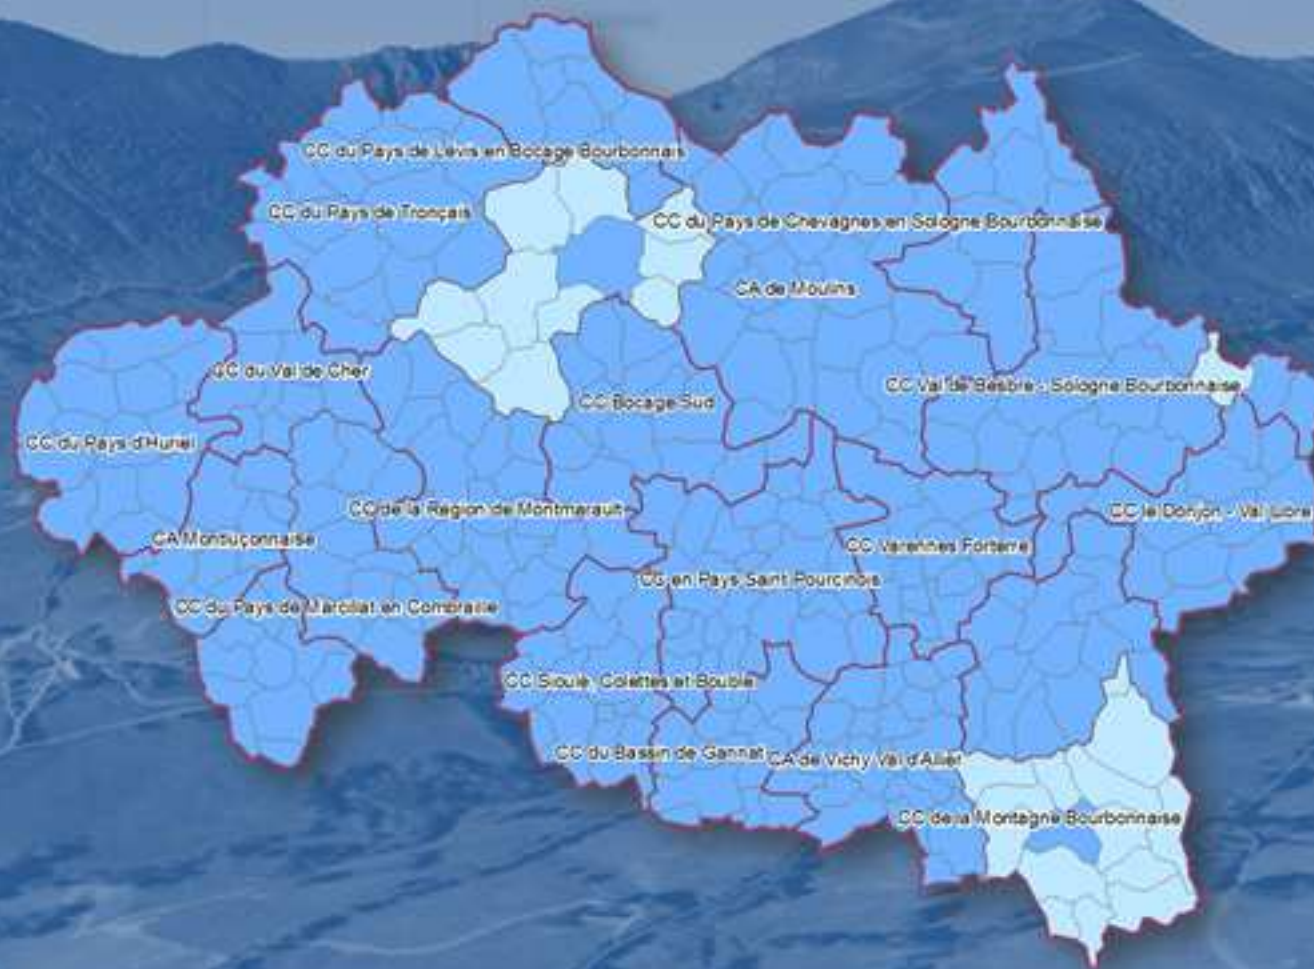 CC du Pays de Lévis en Bocage Bourbonnais
CC du Pays de Tronçais
CC du Pays de Chevagnes en Sologne Bourbonnaise
CA de Moulins
CC du Val de Cher
CC Val de Besbre - Sologne Bourbonnaise
CC Bocage Sud
CC du Pays d'Huriel
CC de la Région de Montmarault
CC le Donjon - Val Libre
CA Montluçonnaise
CC Varennes Forterre
CC en Pays Saint Pourcinois
CC du Pays de Marcillat en Combraille
CC Sioule, Colettes et Bouble
CC du Bassin de Gannat
CA de Vichy Val d'Allier
CC de la Montagne Bourbonnaise